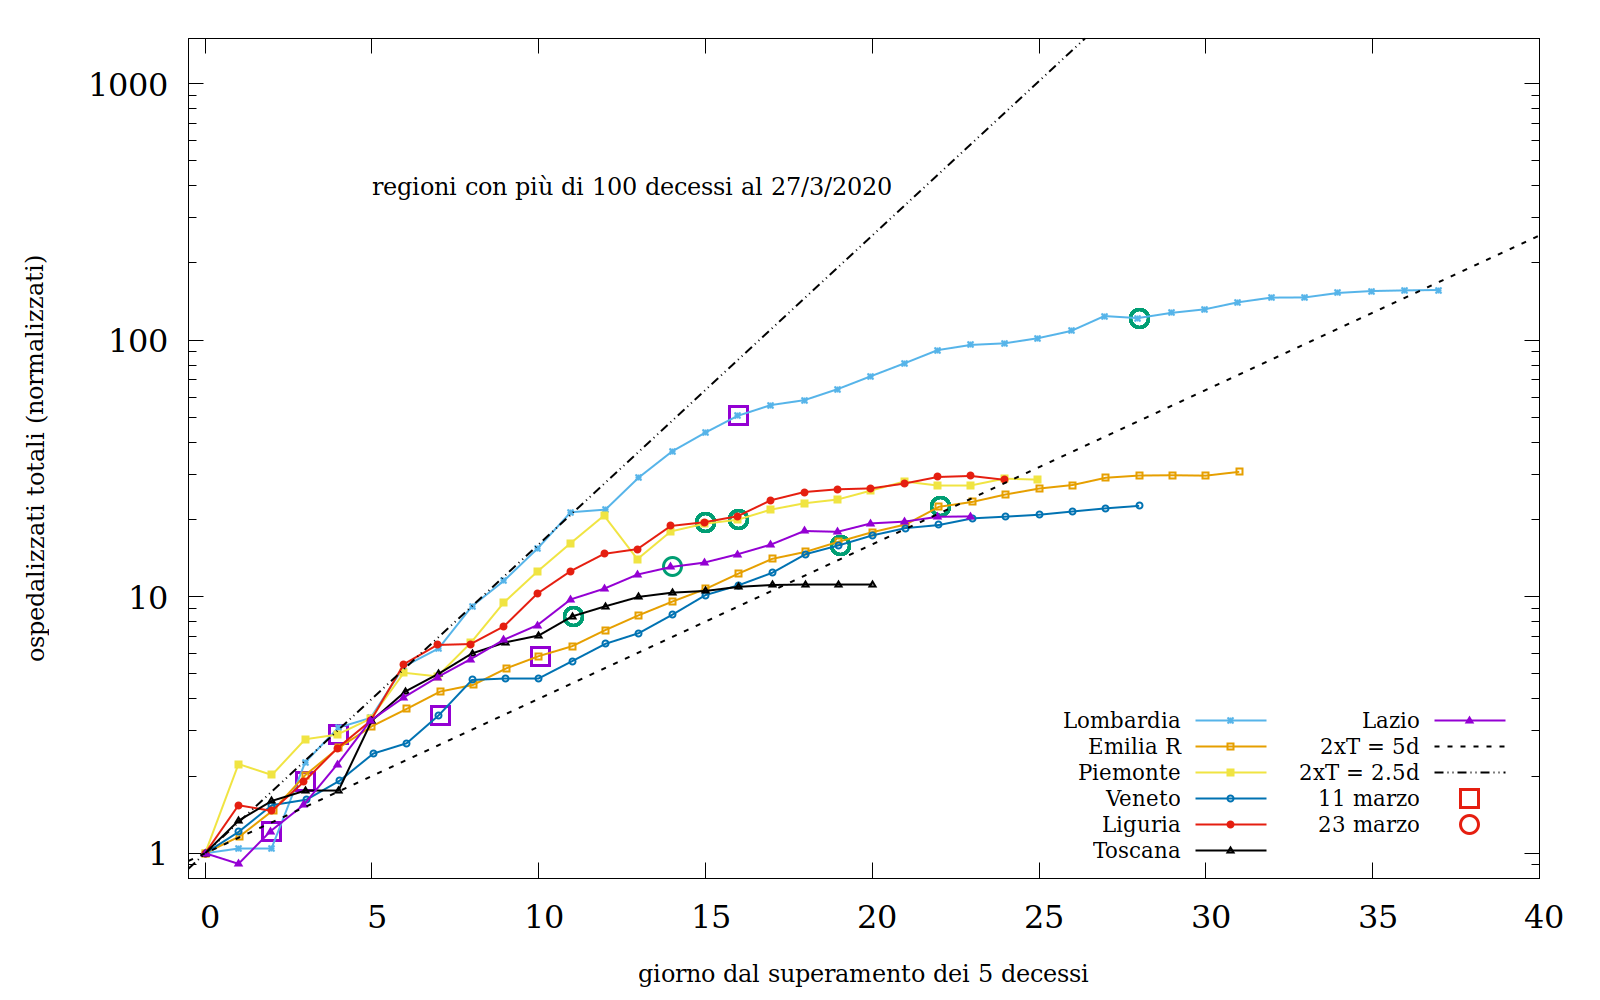 1000
100
10
1
ospedalizzati totali (normalizzati)
regioni con più di 100 decessi al 27/3/2020
Lombardia
Emilia R
Piemonte
Veneto
Liguria
Toscana
Lazio
2xT = 5d
2xT = 2.5d
11 marzo
23 marzo
0 5 10 15 20 25 30 35 40
giorno dal superamento dei 5 decessi